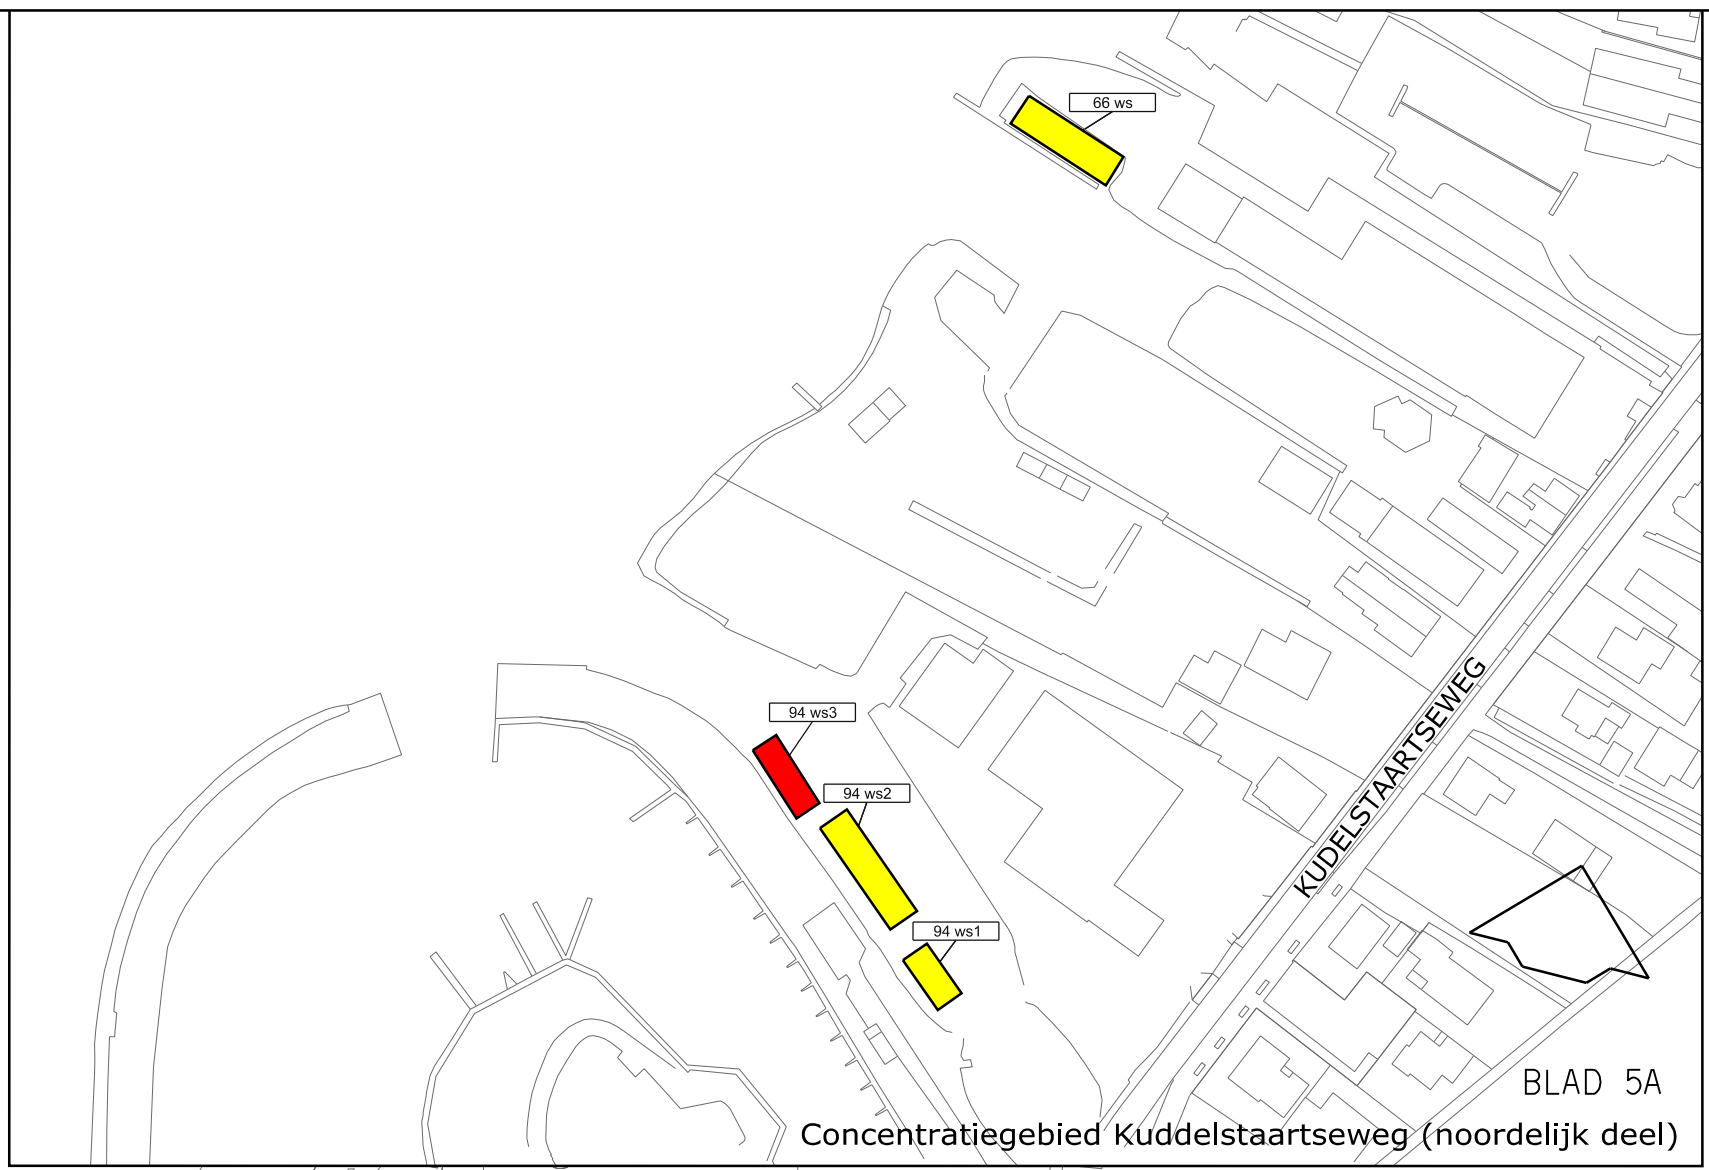 66 ws
94 ws3
94 ws2
94 ws1
KUDELSTAARTSEWEG
BLAD 5A
Concentratiegebied Kuddelstaartseweg (noordelijk deel)